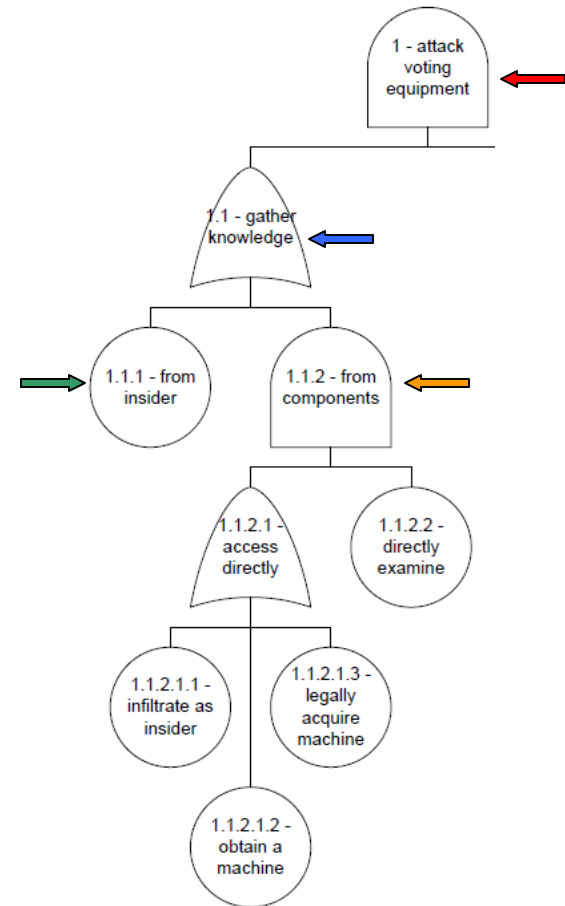 1 - attack
voting
equipment
1.1 - gather
knowledge
1.1.1 - from
insider
1.1.2 - from
components
1.1.2.1 -
access
directly
1.1.2.2 -
directly
examine
1.1.2.1.1 -
infiltrate as
insider
1.1.2.1.3 -
legally
acquire
machine
1.1.2.1.2 -
obtain a
machine